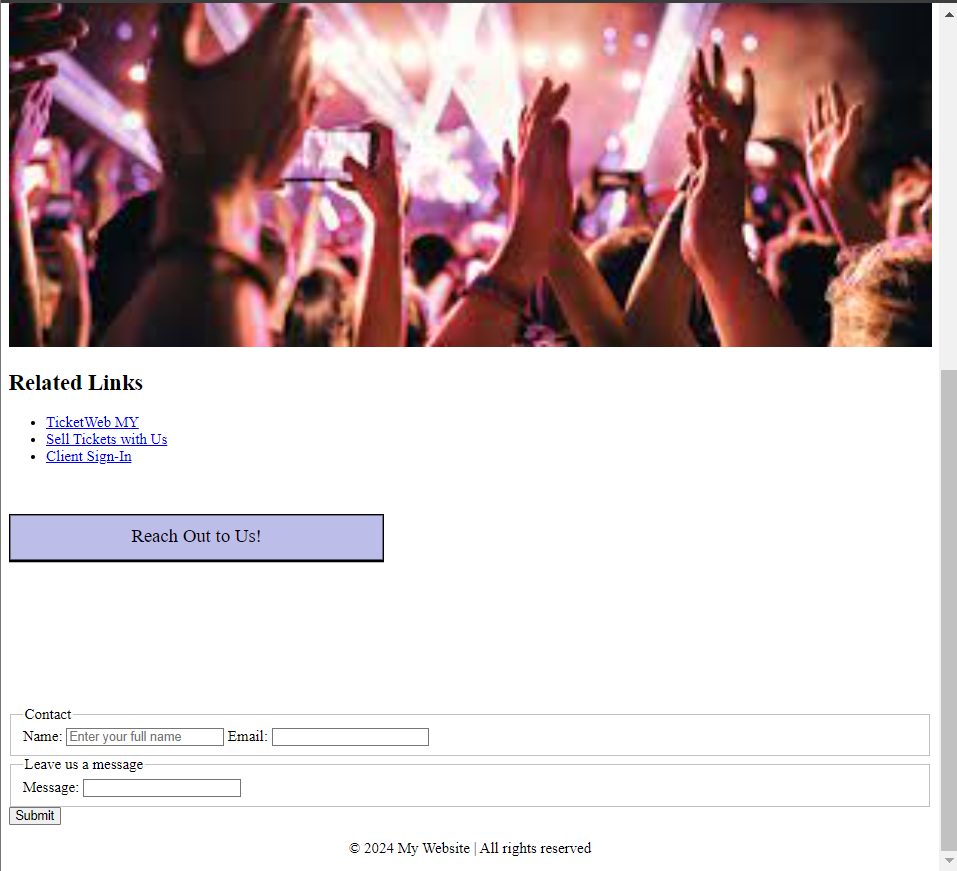 Related Links
TicketWeb MY
Sell Tickets with Us
Client Sign-In
Reach Out to Us!
Contact
Name: Enter your full name Email:
Leave us a message
Message:
Submit
© 2024 My Website | All rights reserved